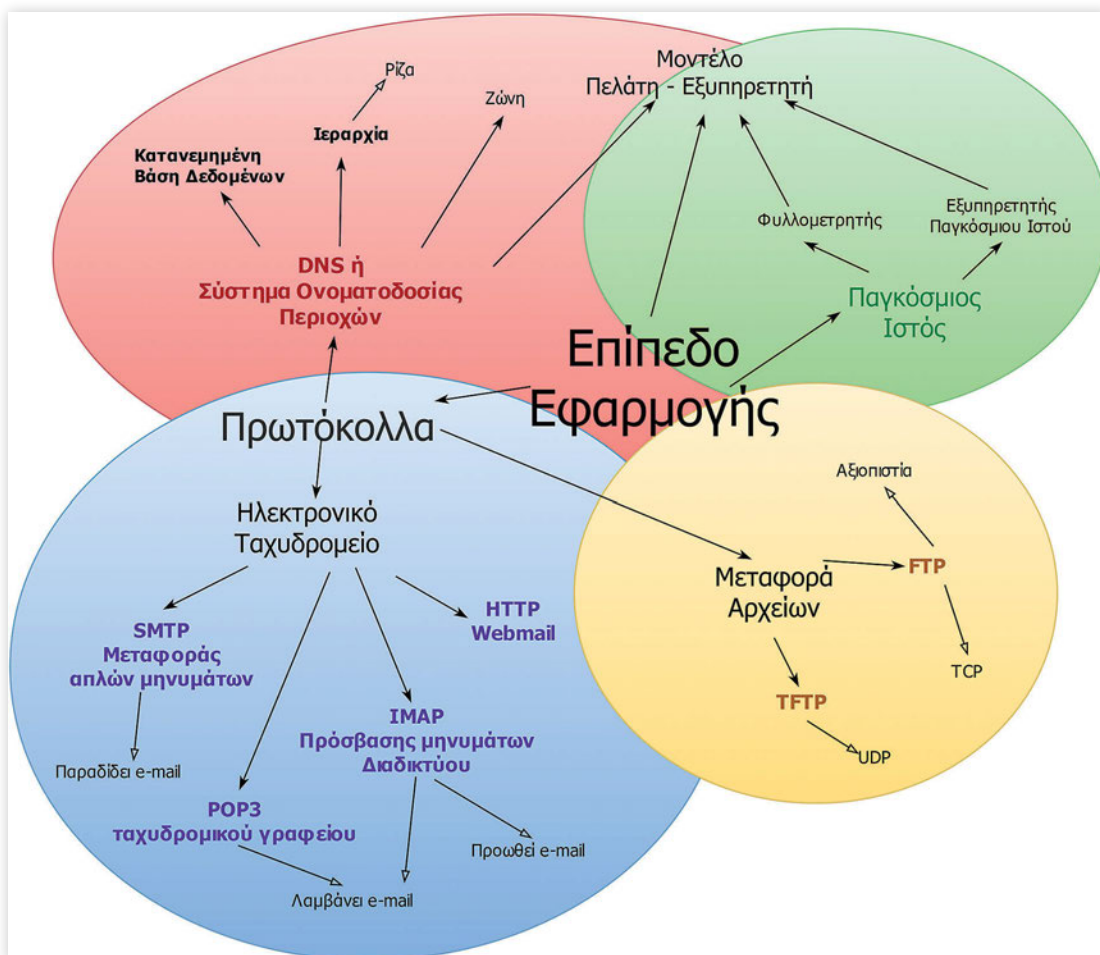 Ρίζα
Ζώνη
Ιεραρχία
Κατανεμημένη
Βάση Δεδομένων
DNS ή
Σύστημα Ονοματοδοσίας
Περιοχών
Μοντέλο
Πελάτη - Εξυπηρετητή
Φυλλομετρητής
Εξυπηρετητής
Παγκόσμιου Ιστού
Παγκόσμιος
Ιστός
Επίπεδο
Εφαρμογής
Πρωτόκολλα
Ηλεκτρονικό
Ταχυδρομείο
SMTP
Μεταφοράς
απλών μηνυμάτων
HTTP
Webmail
IMAP
Πρόσβασης μηνυμάτων
Διαδικτύου
Παραδίδει e-mail
POP3
ταχυδρομικού γραφείου
Προωθεί e-mail
Λαμβάνει e-mail
Αξιοπιστία
Μεταφορά
Αρχείων
FTP
TCP
TFTP
UDP